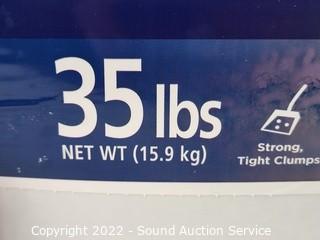 35 lbs
NET WT (15.9 kg)
Strong,
Tight Clumps
Copyright 2022 - Sound Auction Service